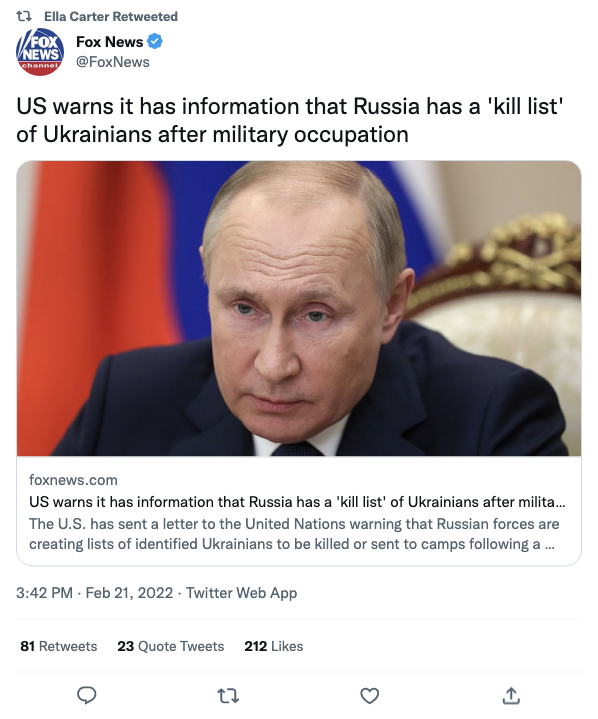 Ella Carter Retweeted
FOX
NEWS
channel
Fox News
@FoxNews
US warns it has information that Russia has a 'kill list'
of Ukrainians after military occupation
foxnews.com
US warns it has information that Russia has a 'kill list' of Ukrainians after milita...
The U.S. has sent a letter to the United Nations warning that Russian forces are
creating lists of identified Ukrainians to be killed or sent to camps following a ...
3:42 PM · Feb 21, 2022 · Twitter Web App
81 Retweets 23 Quote Tweets 212 Likes